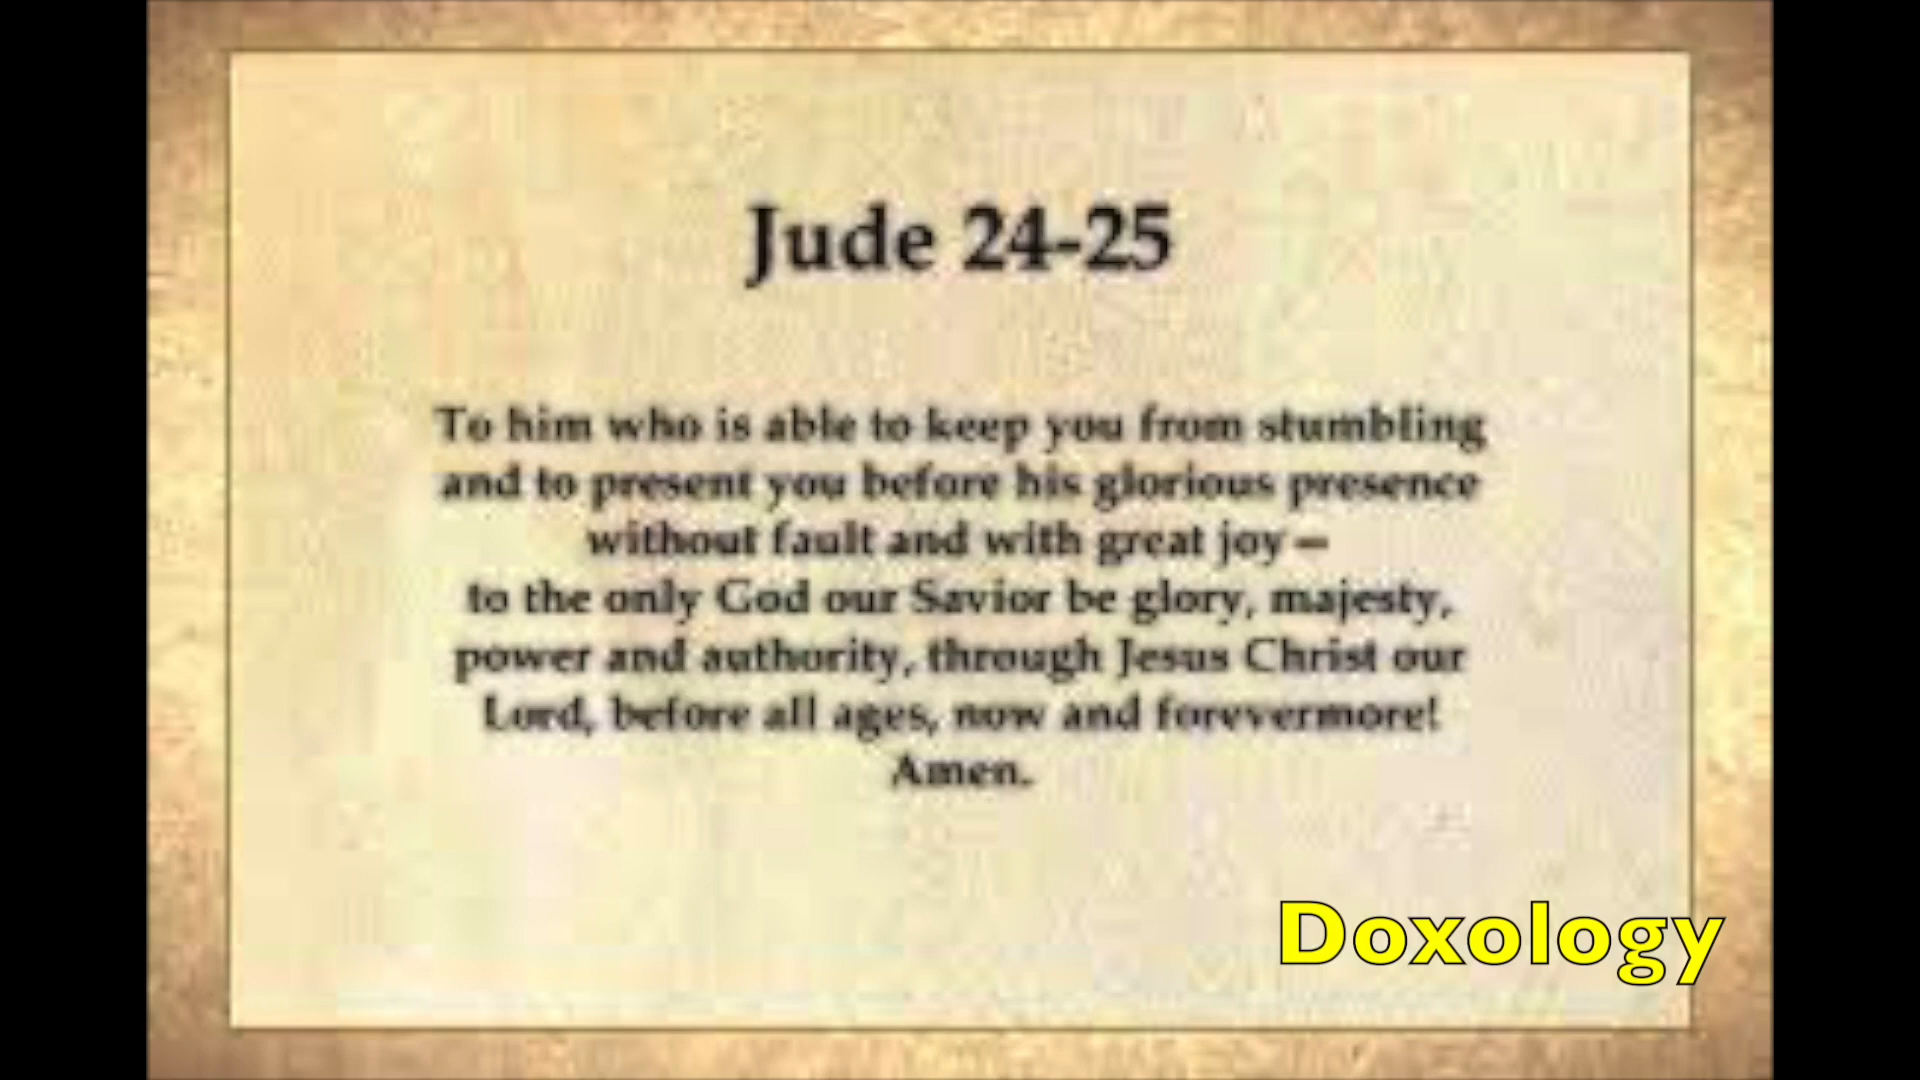 Jude 24-25
To him who is able to keep you from stumbling
and to present you before his glorious presence
without fault and with great joy —
to the only God our Savior be glory, majesty,
power and authority, through Jesus Christ our
Lord, before all ages, now and forevermore!
Amen.
Doxology